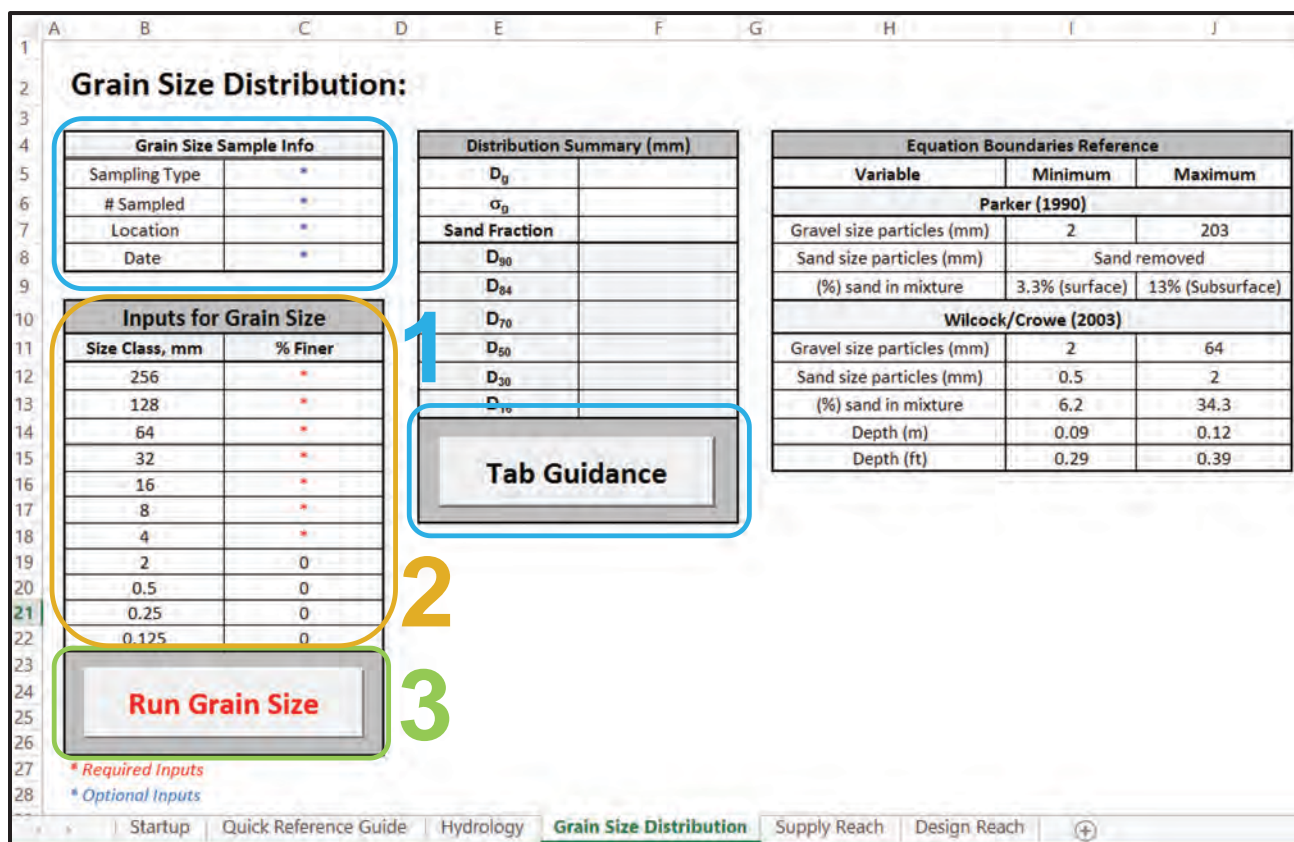 A B C D E F G H I J
1
2 Grain Size Distribution:
3
4 Grain Size Sample Info Distribution Summary (mm) Equation Boundaries Reference
5 Sampling Type * Dg Variable Minimum Maximum
6 # Sampled * σg Parker (1990)
7 Location * Sand Fraction Gravel size particles (mm) 2 203
8 Date * D90 Sand size particles (mm) Sand removed
9 D84 (%) sand in mixture 3.3% (surface) 13% (Subsurface)
10 Inputs for Grain Size D70 Wilcock/Crowe (2003)
11 Size Class, mm % Finer D50 Gravel size particles (mm) 2 64
12 256 * D30 Sand size particles (mm) 0.5 2
13 128 * D16 (%) sand in mixture 6.2 34.3
14 64 * Depth (m) 0.09 0.12
15 32 * Depth (ft) 0.29 0.39
16 16 *
17 8 *
18 4 *
19 2 0
20 0.5 0
21 0.25 0
22 0.125 0
23
24
25
26
27 * Required Inputs
28 * Optional Inputs
1
Tab Guidance
2
Run Grain Size
3
Startup Quick Reference Guide Hydrology Grain Size Distribution Supply Reach Design Reach